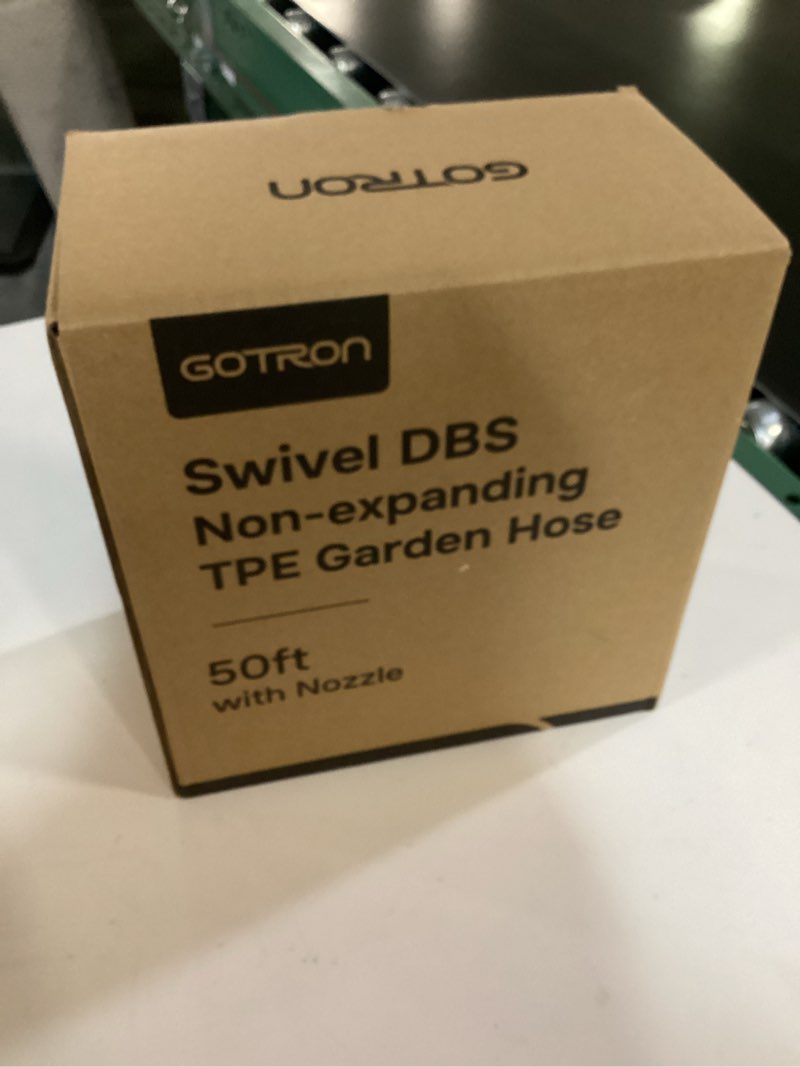 GOTRON
GOTRON
Swivel DBS
Non-expanding
TPE Garden Hose
50ft
with Nozzle